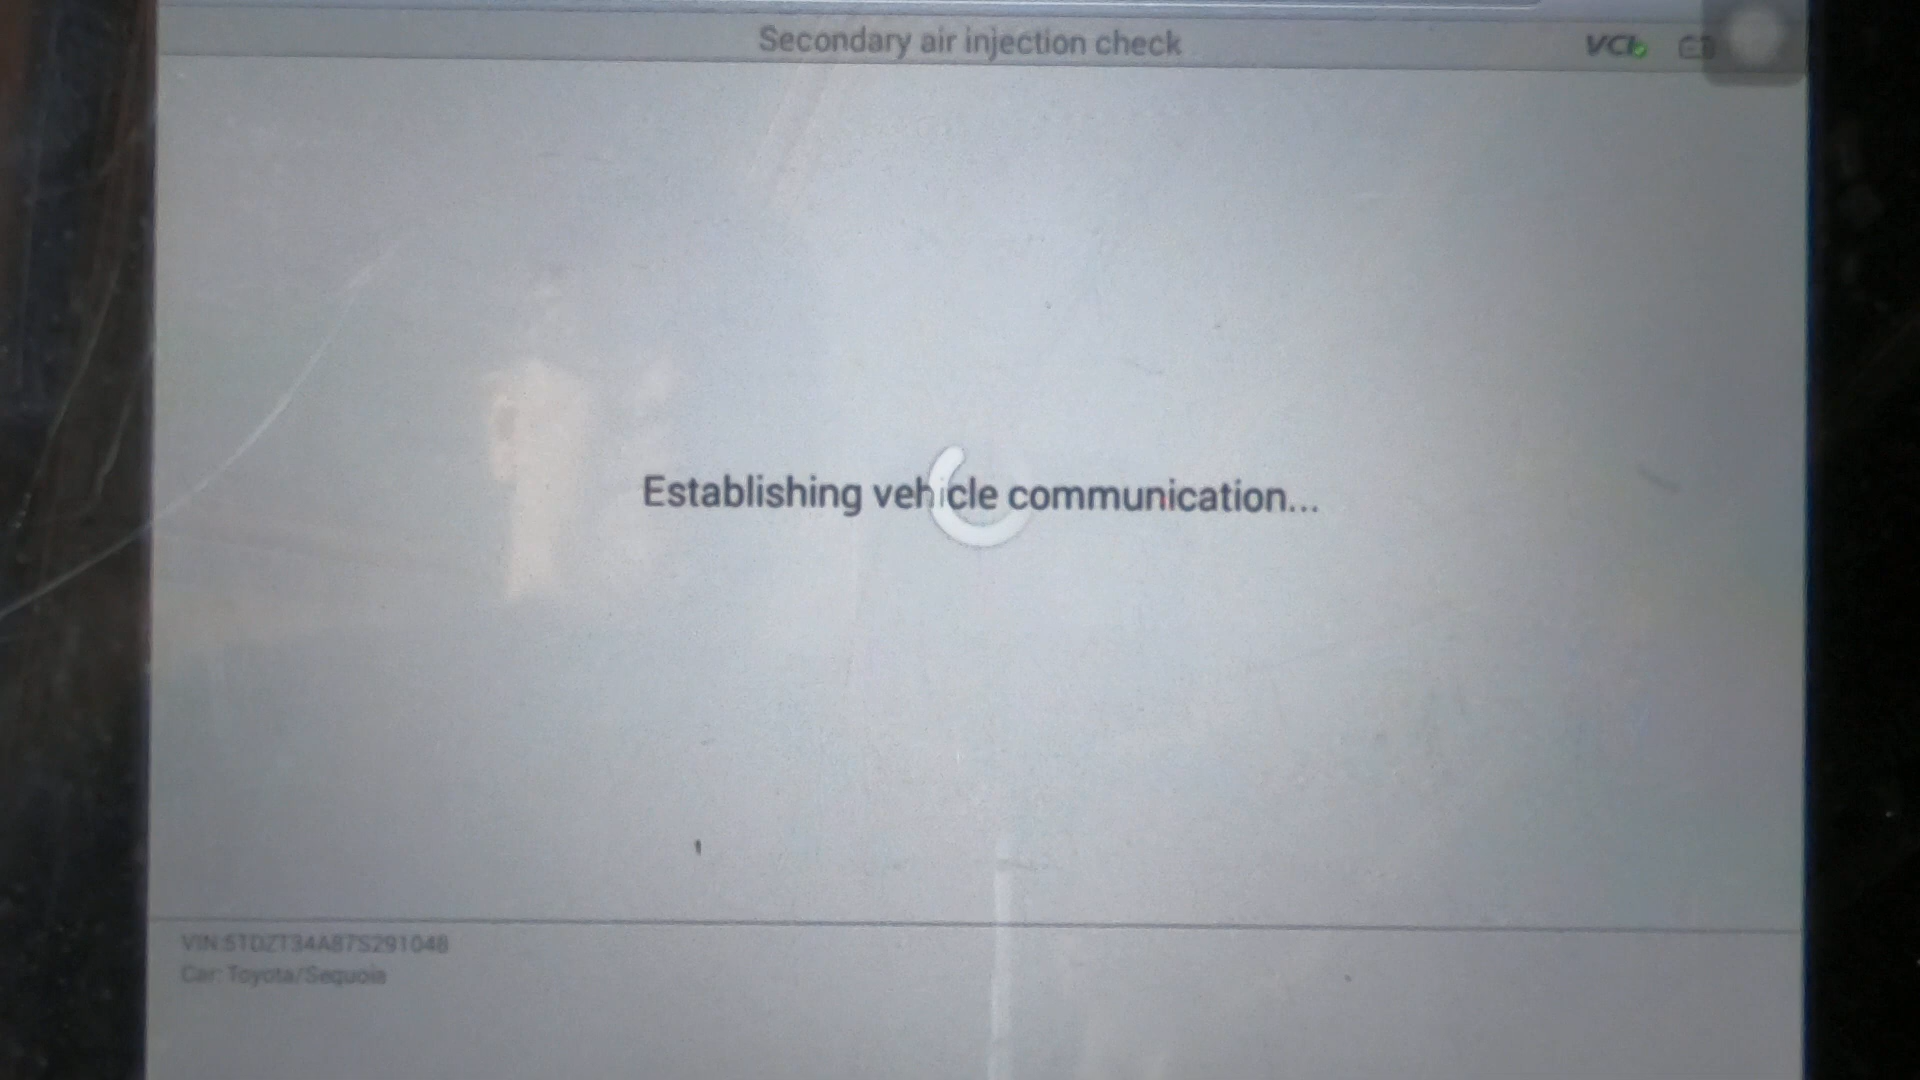 Secondary air injection check
VCI
Establishing vehicle communication...
VIN:5TDZT34A87S291048
Car: Toyota/Sequoia